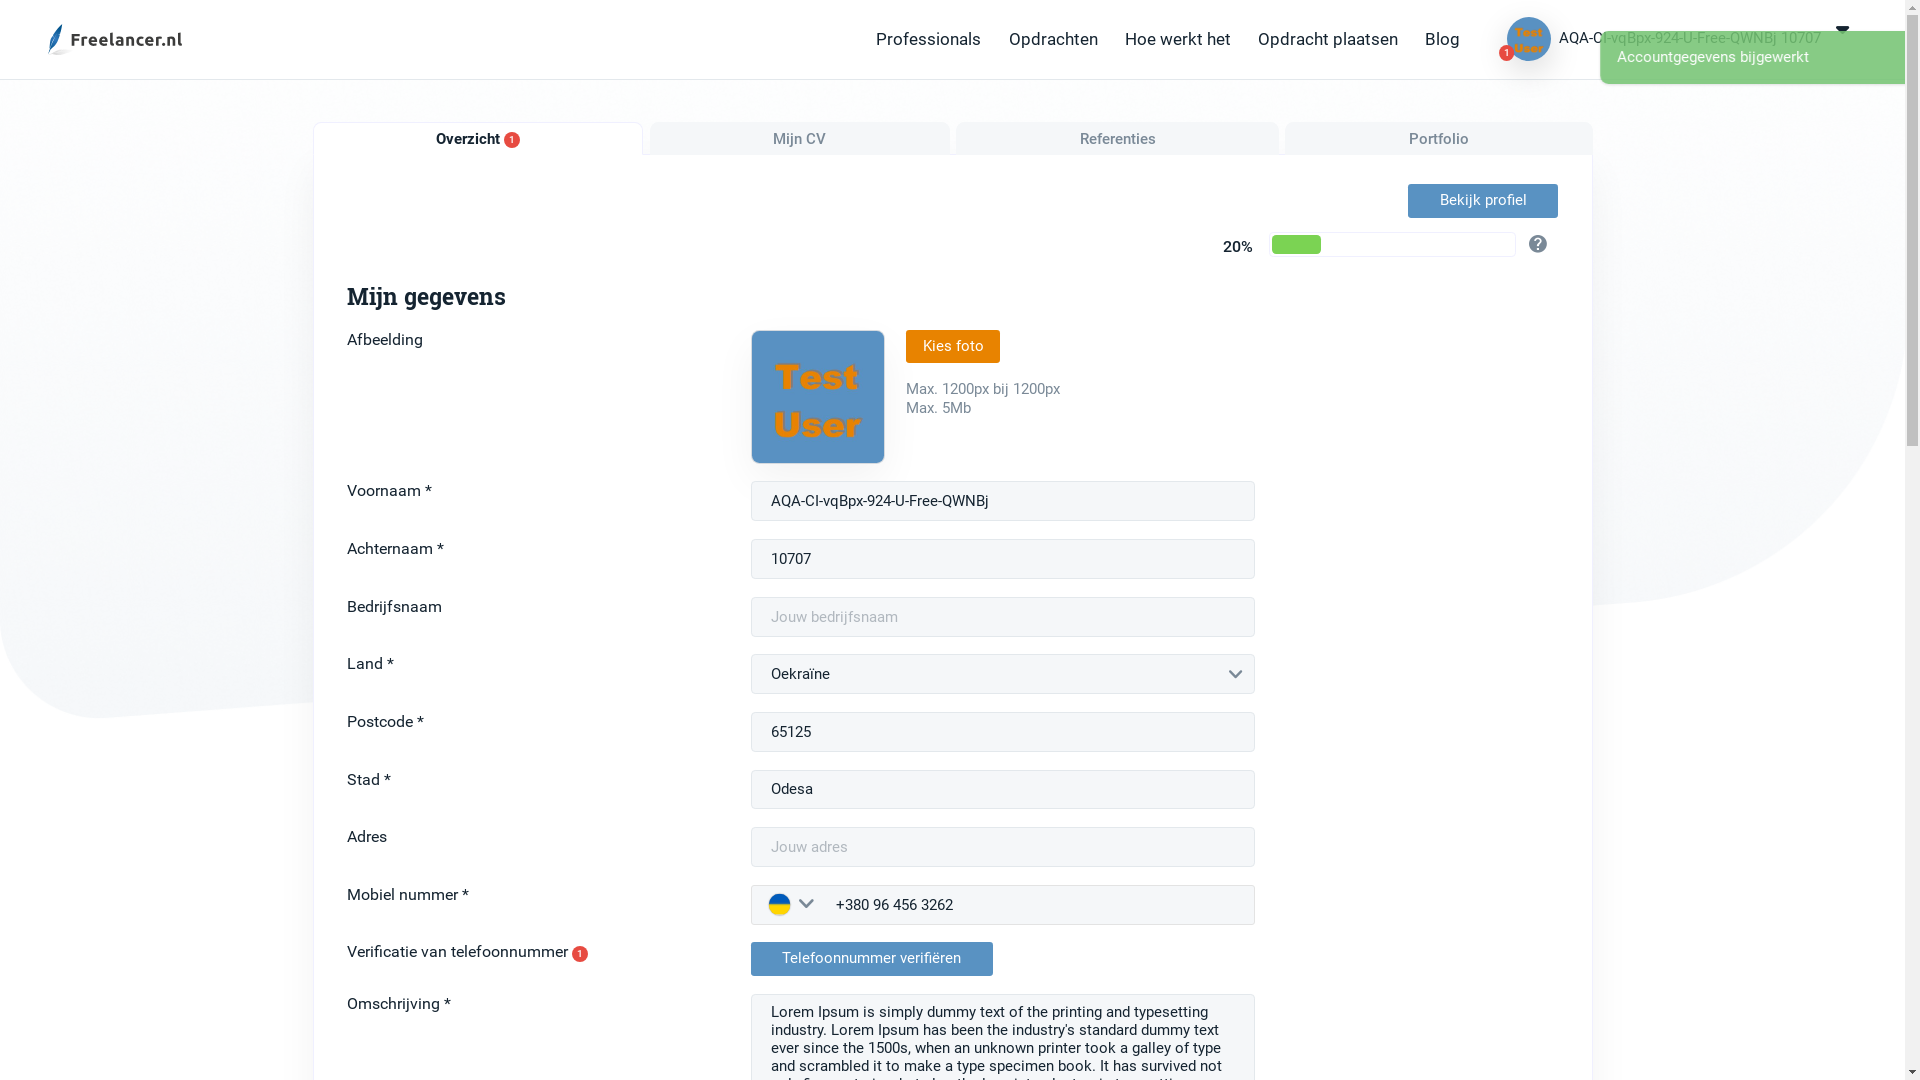 Freelancer.nl
Professionals
Opdrachten
Hoe werkt het
Opdracht plaatsen
Blog
Test
User
1
AQA-CI-vqBpx-924-U-Free-QWNBj 10707
Accountgegevens bijgewerkt
Overzicht 1
Mijn CV
Referenties
Portfolio
Bekijk profiel
20%
?
Mijn gegevens
Afbeelding
Test
User
Kies foto
Max. 1200px bij 1200px
Max. 5Mb
Voornaam *
AQA-CI-vqBpx-924-U-Free-QWNBj
Achternaam *
10707
Bedrijfsnaam
Jouw bedrijfsnaam
Land *
Oekraïne
Postcode *
65125
Stad *
Odesa
Adres
Jouw adres
Mobiel nummer *
+380 96 456 3262
Verificatie van telefoonnummer 1
Telefoonnummer verifiëren
Omschrijving *
Lorem Ipsum is simply dummy text of the printing and typesetting
industry. Lorem Ipsum has been the industry's standard dummy text
ever since the 1500s, when an unknown printer took a galley of type
and scrambled it to make a type specimen book. It has survived not